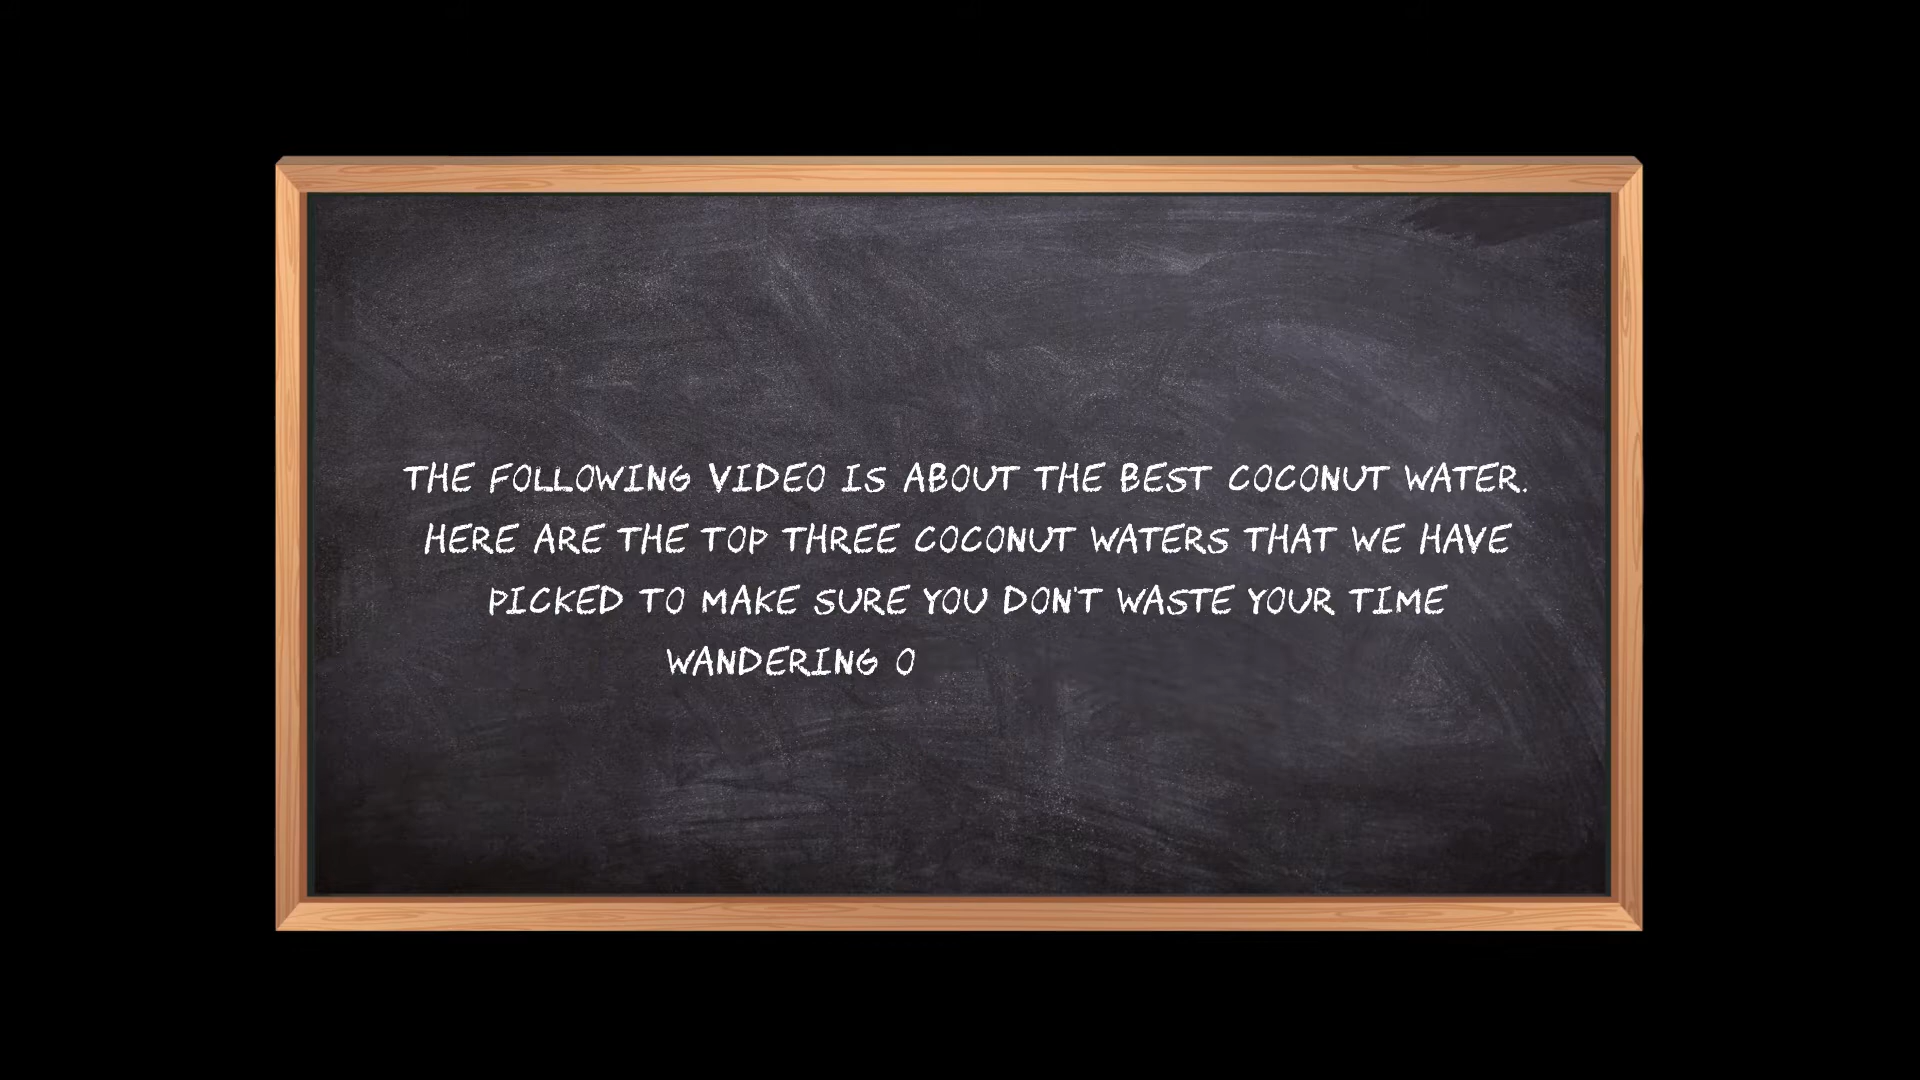 THE FOLLOWING VIDEO IS ABOUT THE BEST COCONUT WATER.
HERE ARE THE TOP THREE COCONUT WATERS THAT WE HAVE
PICKED TO MAKE SURE YOU DON'T WASTE YOUR TIME
WANDERING O